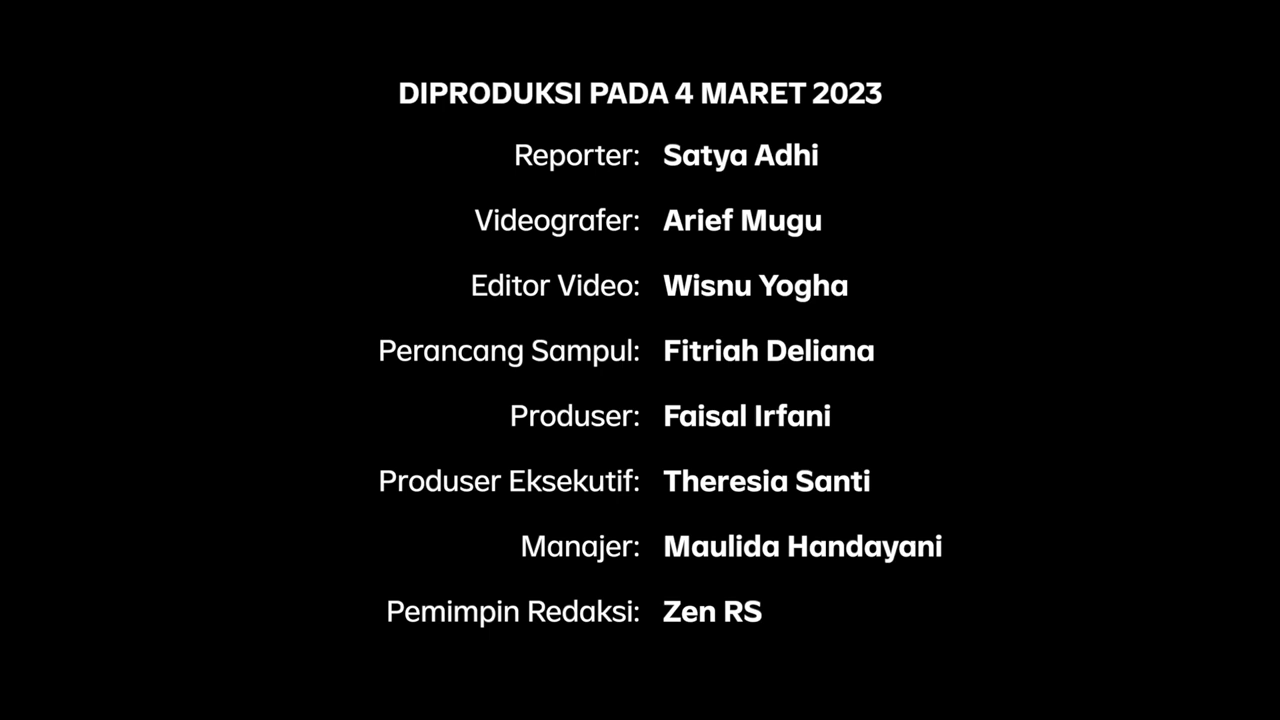 DIPRODUKSI PADA 4 MARET 2023
Reporter: Satya Adhi
Videografer: Arief Mugu
Editor Video: Wisnu Yogha
Perancang Sampul: Fitriah Deliana
Produser: Faisal Irfani
Produser Eksekutif: Theresia Santi
Manajer: Maulida Handayani
Pemimpin Redaksi: Zen RS